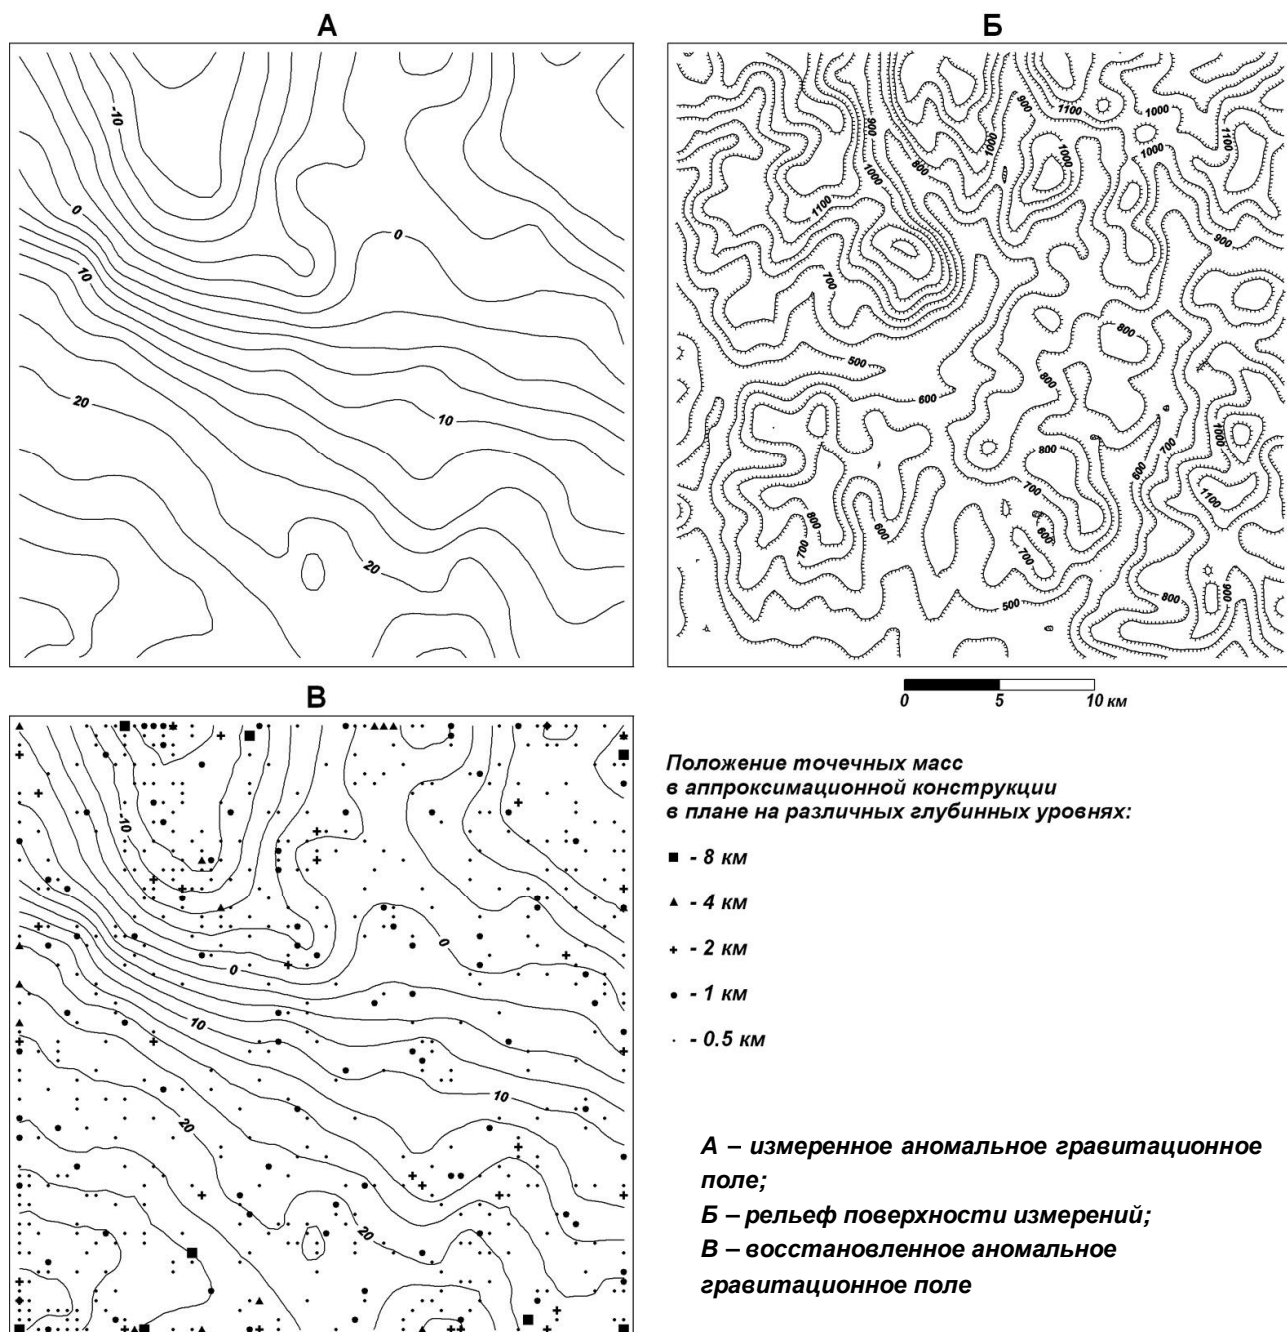 А
Б
-10
0
10
0
20
10
20
900
1100
1000
1000
1100
900
1000
800
1000
1000
1100
900
700
800
500
800
600
1000
800
700
600
700
1100
800
700
600
600
700
500
800
900
0
5
10 км
В
-10
0
0
10
10
20
20
Положение точечных масс
в аппроксимационной конструкции
в плане на различных глубинных уровнях:
- 8 км
- 4 км
- 2 км
- 1 км
- 0.5 км
А – измеренное аномальное гравитационное
поле;
Б – рельеф поверхности измерений;
В – восстановленное аномальное
гравитационное поле